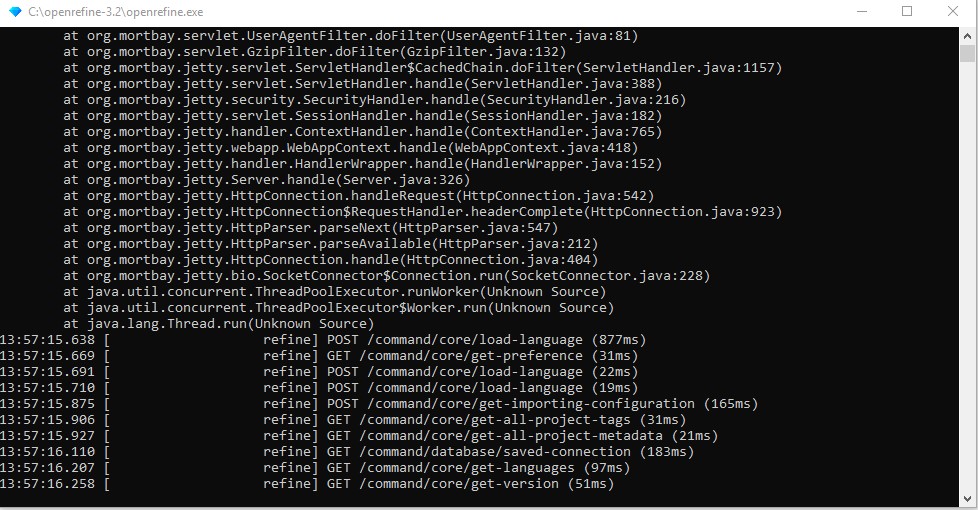 C:\openrefine-3.2\openrefine.exe
at org.mortbay.servlet.UserAgentFilter.doFilter(UserAgentFilter.java:81)
at org.mortbay.servlet.GzipFilter.doFilter(GzipFilter.java:132)
at org.mortbay.jetty.servlet.ServletHandler$CachedChain.doFilter(ServletHandler.java:1157)
at org.mortbay.jetty.servlet.ServletHandler.handle(ServletHandler.java:388)
at org.mortbay.jetty.security.SecurityHandler.handle(SecurityHandler.java:216)
at org.mortbay.jetty.servlet.SessionHandler.handle(SessionHandler.java:182)
at org.mortbay.jetty.handler.ContextHandler.handle(ContextHandler.java:765)
at org.mortbay.jetty.webapp.WebAppContext.handle(WebAppContext.java:418)
at org.mortbay.jetty.handler.HandlerWrapper.handle(HandlerWrapper.java:152)
at org.mortbay.jetty.Server.handle(Server.java:326)
at org.mortbay.jetty.HttpConnection.handleRequest(HttpConnection.java:542)
at org.mortbay.jetty.HttpConnection$RequestHandler.headerComplete(HttpConnection.java:923)
at org.mortbay.jetty.HttpParser.parseNext(HttpParser.java:547)
at org.mortbay.jetty.HttpParser.parseAvailable(HttpParser.java:212)
at org.mortbay.jetty.HttpConnection.handle(HttpConnection.java:404)
at org.mortbay.jetty.bio.SocketConnector$Connection.run(SocketConnector.java:228)
at java.util.concurrent.ThreadPoolExecutor.runWorker(Unknown Source)
at java.util.concurrent.ThreadPoolExecutor$Worker.run(Unknown Source)
at java.lang.Thread.run(Unknown Source)
13:57:15.638 [                   refine] POST /command/core/load-language (877ms)
13:57:15.669 [                   refine] GET /command/core/get-preference (31ms)
13:57:15.691 [                   refine] POST /command/core/load-language (22ms)
13:57:15.710 [                   refine] POST /command/core/load-language (19ms)
13:57:15.875 [                   refine] POST /command/core/get-importing-configuration (165ms)
13:57:15.906 [                   refine] GET /command/core/get-all-project-tags (31ms)
13:57:15.927 [                   refine] GET /command/core/get-all-project-metadata (21ms)
13:57:16.110 [                   refine] GET /command/database/saved-connection (183ms)
13:57:16.207 [                   refine] GET /command/core/get-languages (97ms)
13:57:16.258 [                   refine] GET /command/core/get-version (51ms)